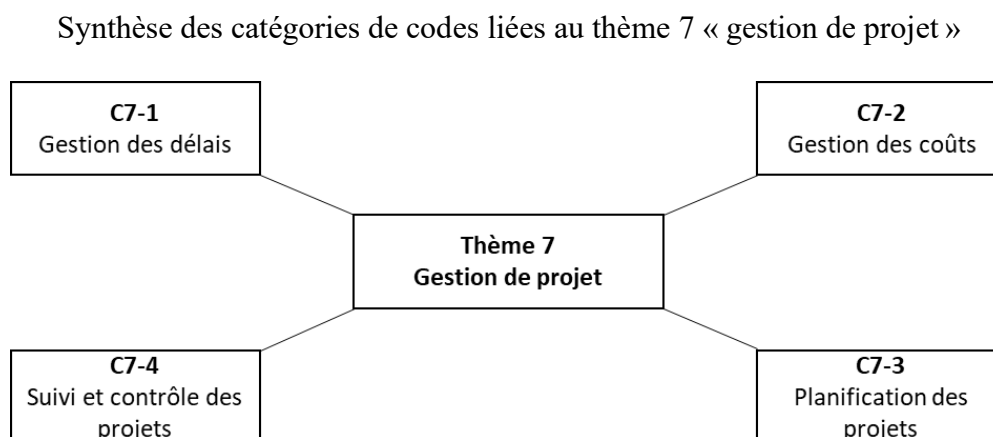 Synthèse des catégories de codes liées au thème 7 « gestion de projet »
C7-1
Gestion des délais
C7-2
Gestion des coûts
Thème 7
Gestion de projet
C7-4
Suivi et contrôle des
projets
C7-3
Planification des
projets